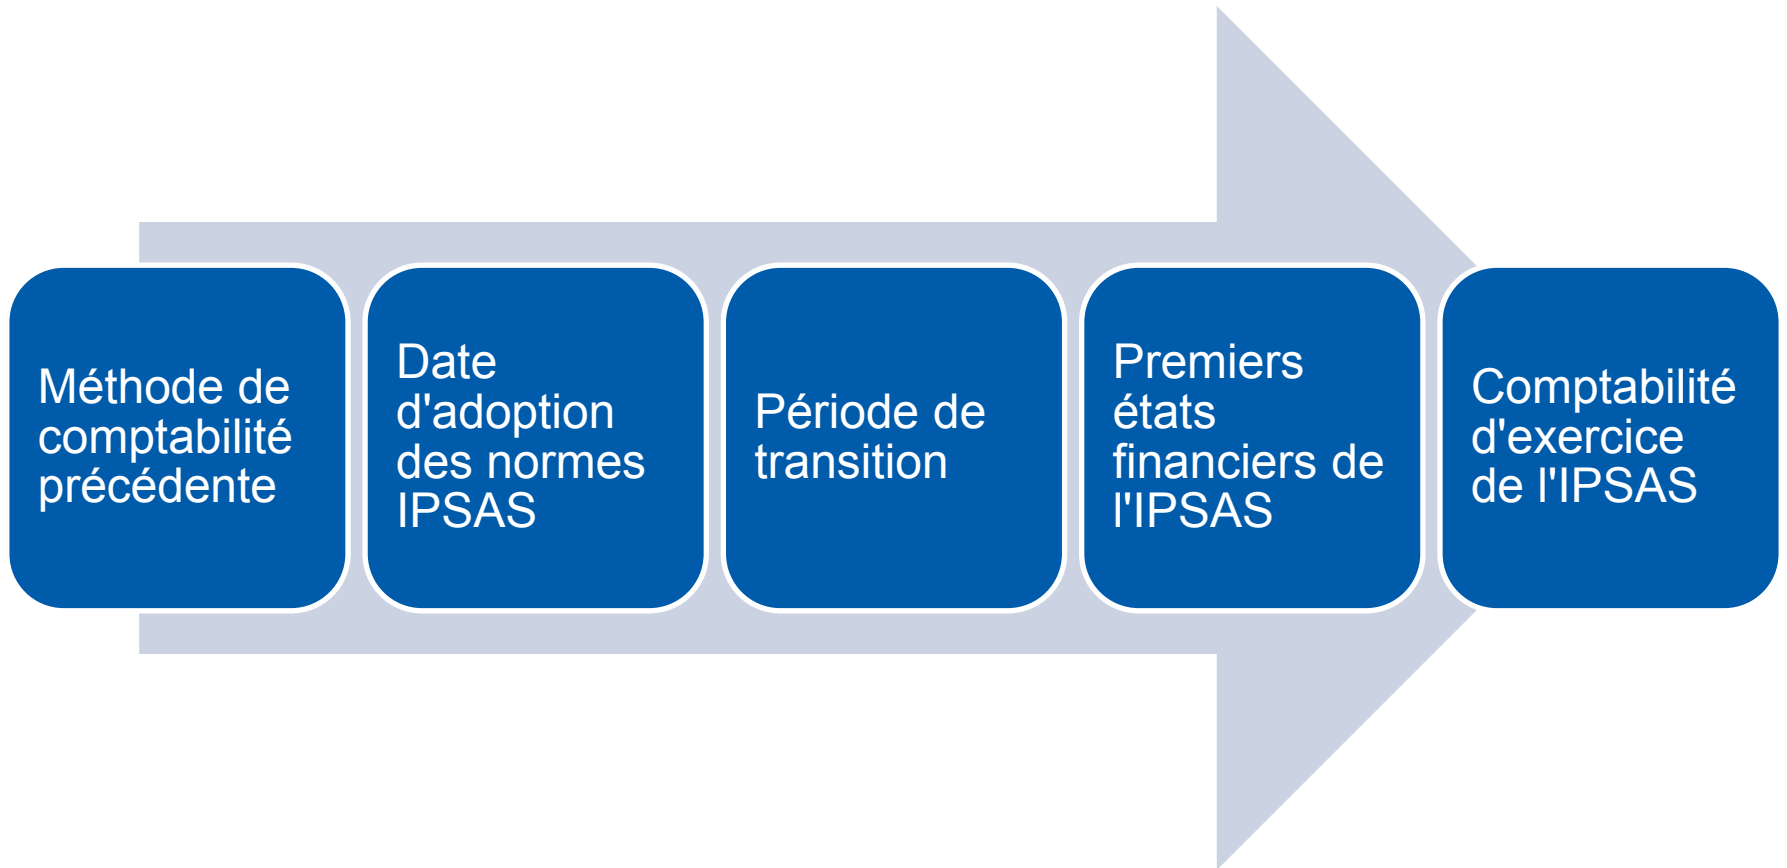 Méthode de
comptabilité
précédente
Date
d'adoption
des normes
IPSAS
Période de
transition
Premiers
états
financiers de
l'IPSAS
Comptabilité
d'exercice
de l'IPSAS